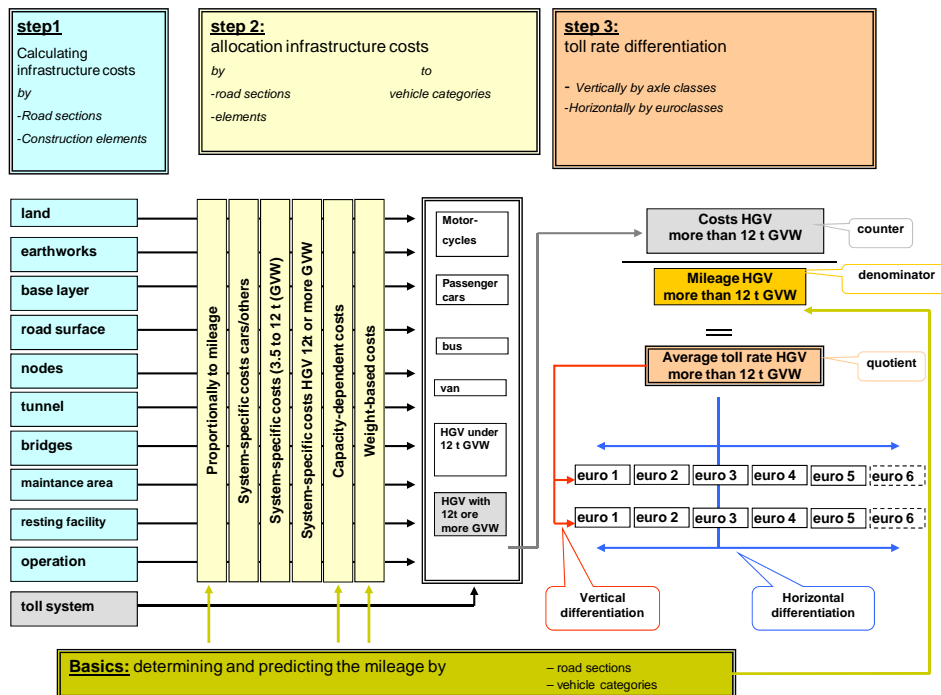 step1
Calculating
infrastructure costs
by
-Road sections
-Construction elements
step 2:
allocation infrastructure costs
by to
-road sections vehicle categories
-elements
step 3:
toll rate differentiation
- Vertically by axle classes
-Horizontally by euroclasses
land
earthworks
base layer
road surface
nodes
tunnel
bridges
maintance area
resting facility
operation
toll system
Proportionally to mileage
System-specific costs cars/others
System-specific costs (3.5 to 12 t (GVW)
System-specific costs HGV 12t or more GVW
Capacity-dependent costs
Weight-based costs
Motor-
cycles
Passenger
cars
bus
van
HGV under
12 t GVW
HGV with
12t ore
more GVW
Costs HGV
more than 12 t GVW
counter
Mileage HGV
more than 12 t GVW
denominator
=
Average toll rate HGV
more than 12 t GVW
quotient
euro 1 euro 2 euro 3 euro 4 euro 5 euro 6
euro 1 euro 2 euro 3 euro 4 euro 5 euro 6
Vertical
differentiation
Horizontal
differentiation
Basics: determining and predicting the mileage by – road sections
– vehicle categories